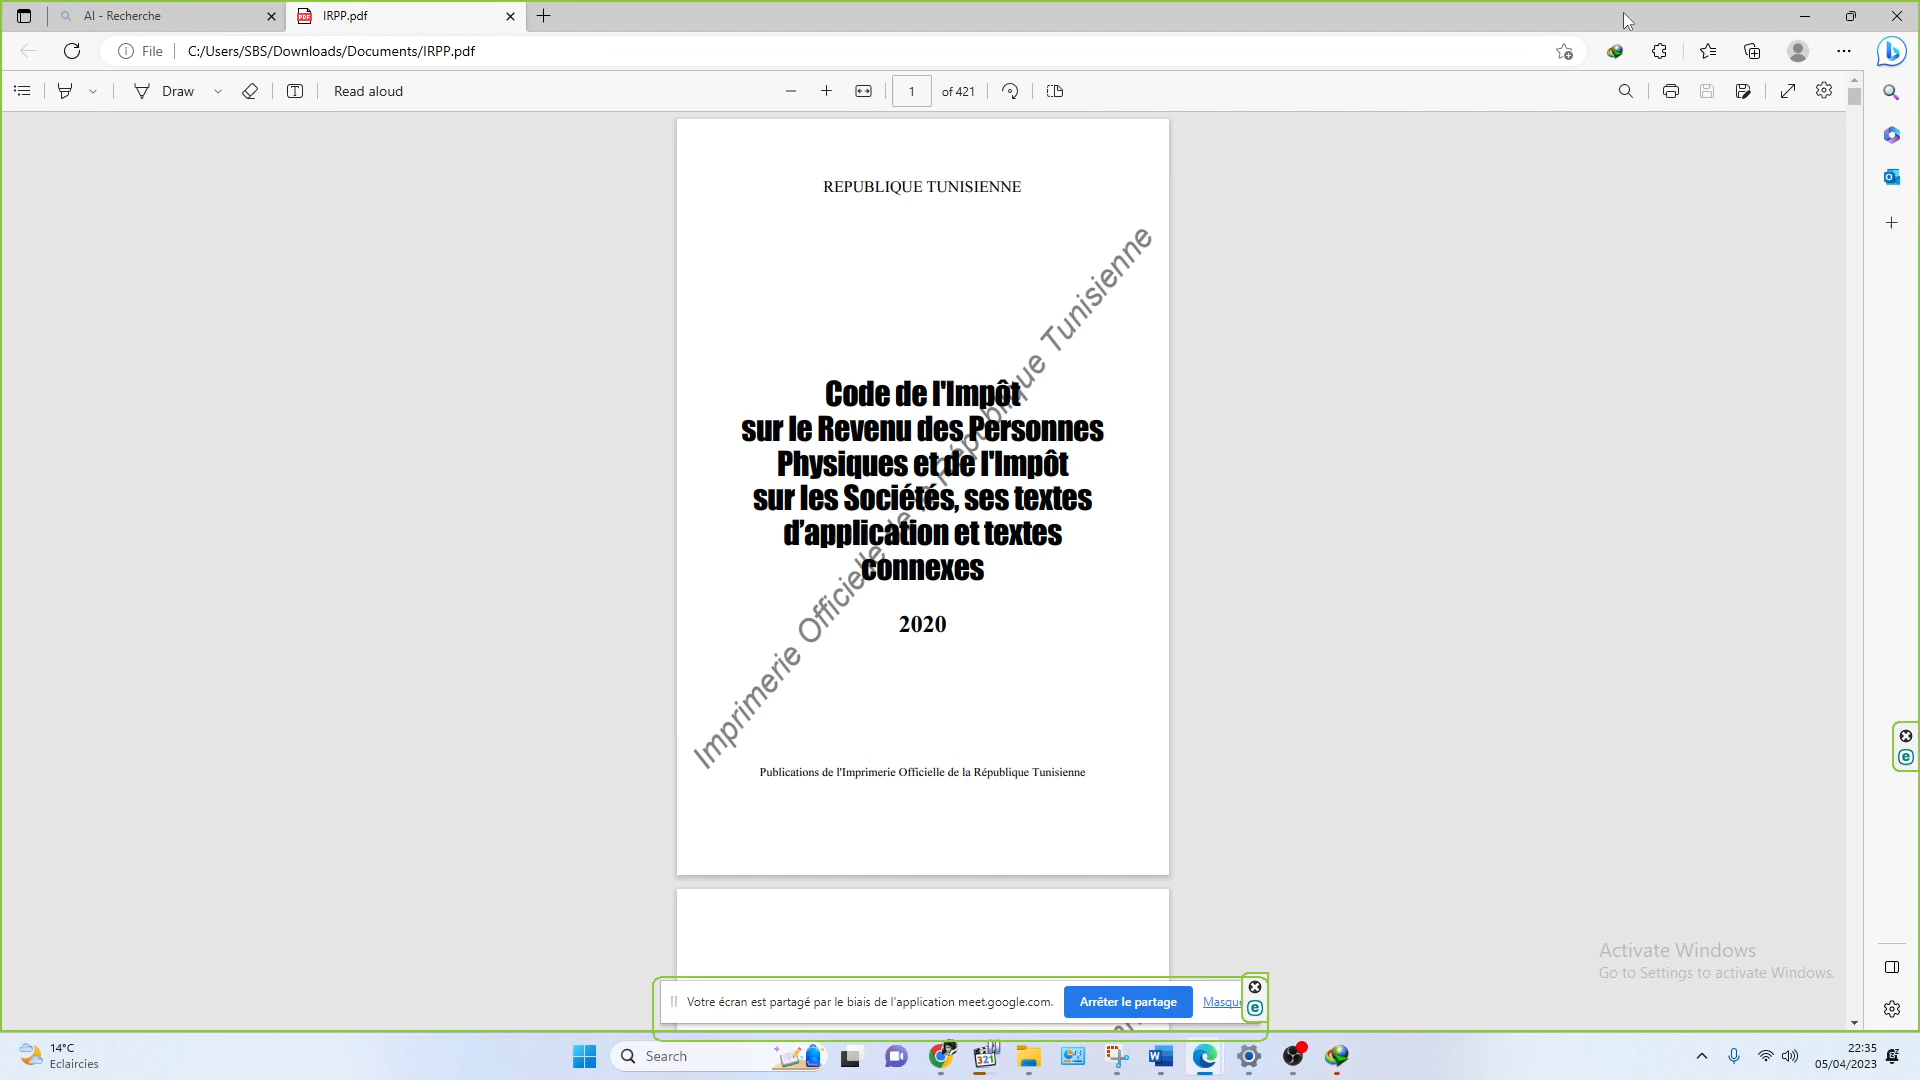 AI - Recherche
IRPP.pdf
File
C:/Users/SBS/Downloads/Documents/IRPP.pdf
Draw
Read aloud
1
of 421
REPUBLIQUE TUNISIENNE
Code de l'Impôt
sur le Revenu des Personnes
Physiques et de l'Impôt
sur les Sociétés, ses textes
d’application et textes
connexes
2020
Imprimerie Officielle de la République Tunisienne
Publications de l'Imprimerie Officielle de la République Tunisienne
Activate Windows
Go to Settings to activate Windows.
Votre écran est partagé par le biais de l'application meet.google.com.
Arrêter le partage
Masque
14°C
Eclaircies
Search
22:35
05/04/2023